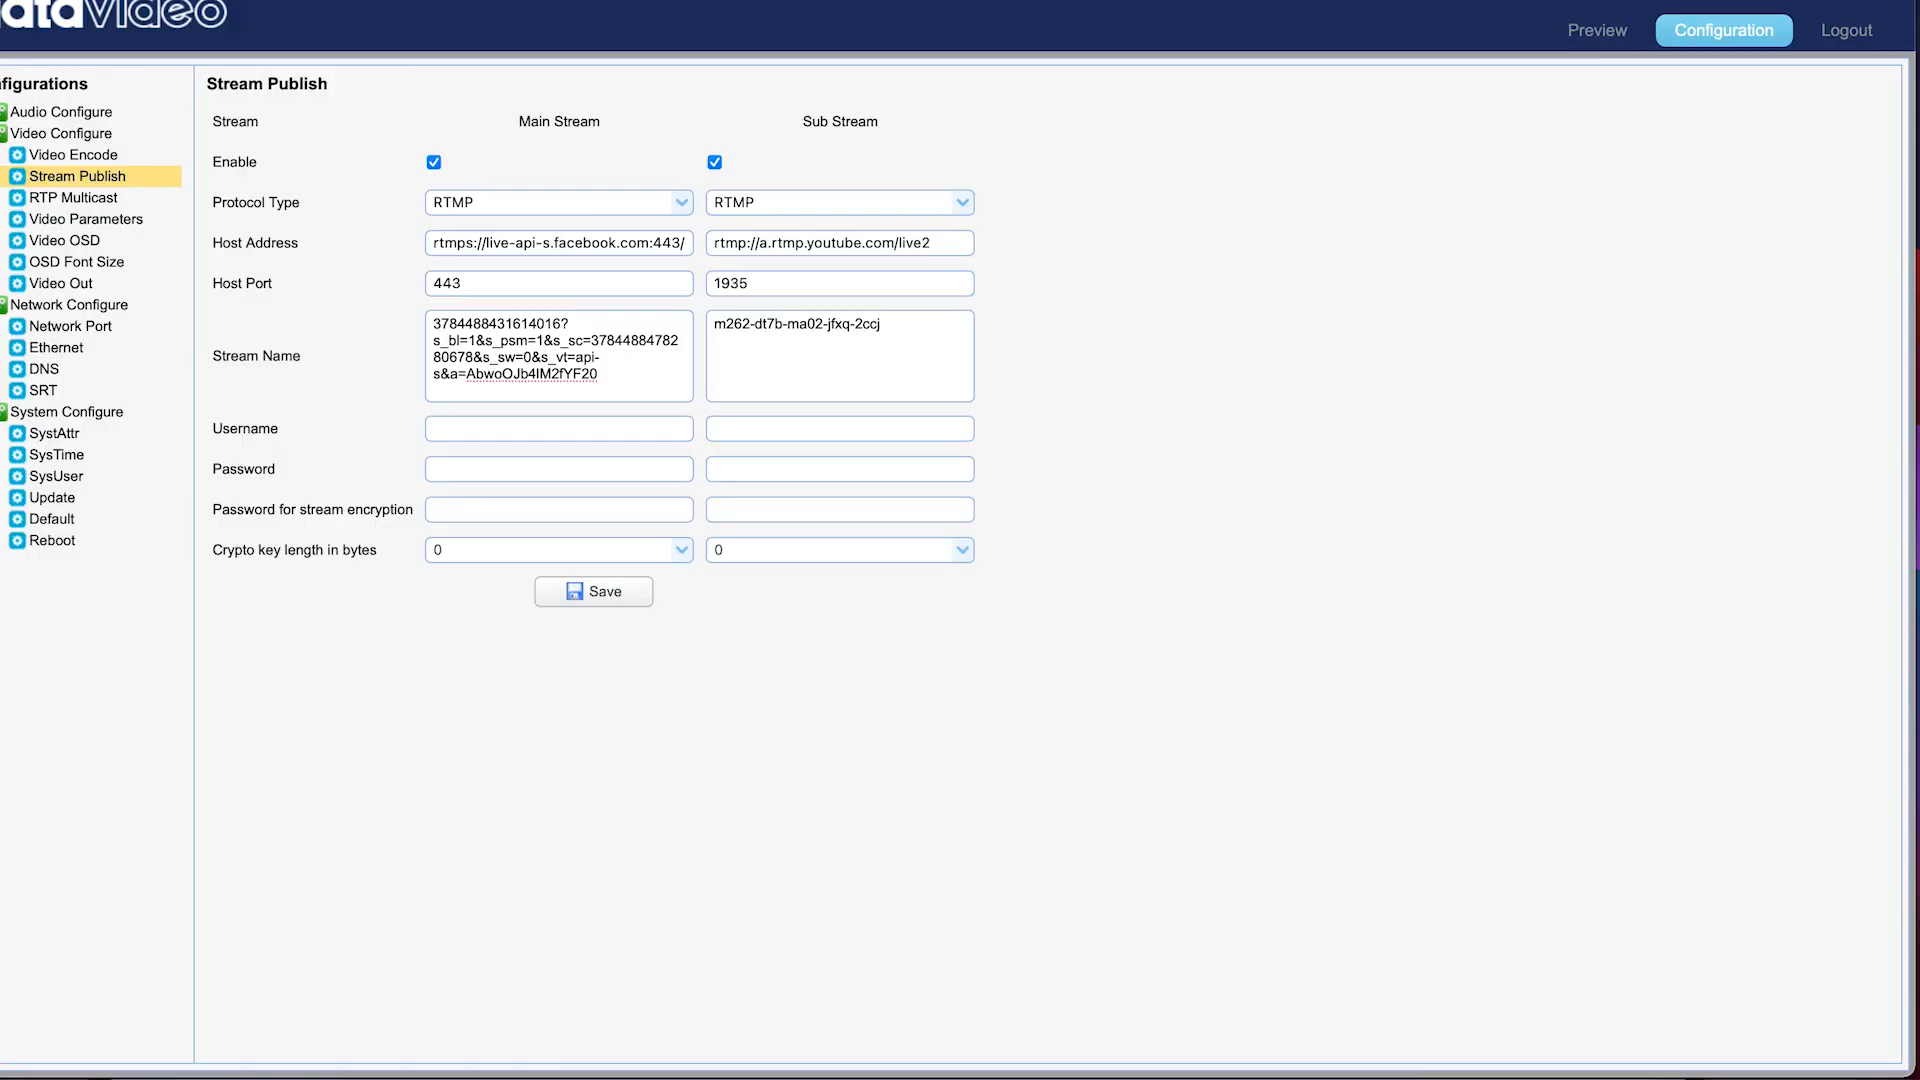 atavideo
Preview
Configuration
Logout
figurations
Audio Configure
Video Configure
Video Encode
Stream Publish
RTP Multicast
Video Parameters
Video OSD
OSD Font Size
Video Out
Network Configure
Network Port
Ethernet
DNS
SRT
System Configure
SystAttr
SysTime
SysUser
Update
Default
Reboot
Stream Publish
Stream Main Stream Sub Stream
Enable
Protocol Type RTMP RTMP
Host Address rtmps://live-api-s.facebook.com:443/ rtmp://a.rtmp.youtube.com/live2
Host Port 443 1935
Stream Name
3784488431614016?
s_bl=1&s_psm=1&s_sc=37844884782
80678&s_sw=0&s_vt=api-
s&a=AbwoOJb4IM2fYF20
m262-dt7b-ma02-jfxq-2ccj
Username
Password
Password for stream encryption
Crypto key length in bytes 0 0
Save